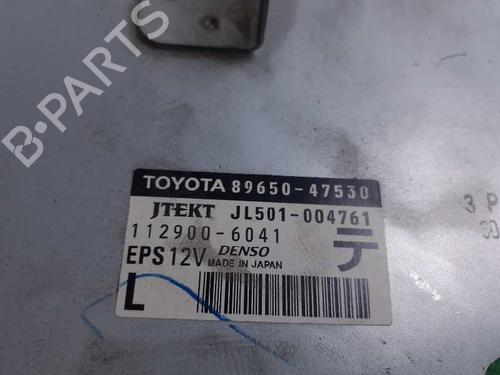 B-PARTS
TOYOTA 89650-47530
JTEKT JL501-004761
112900-6041 テ
EPS 12V DENSO
MADE IN JAPAN
L
3 P